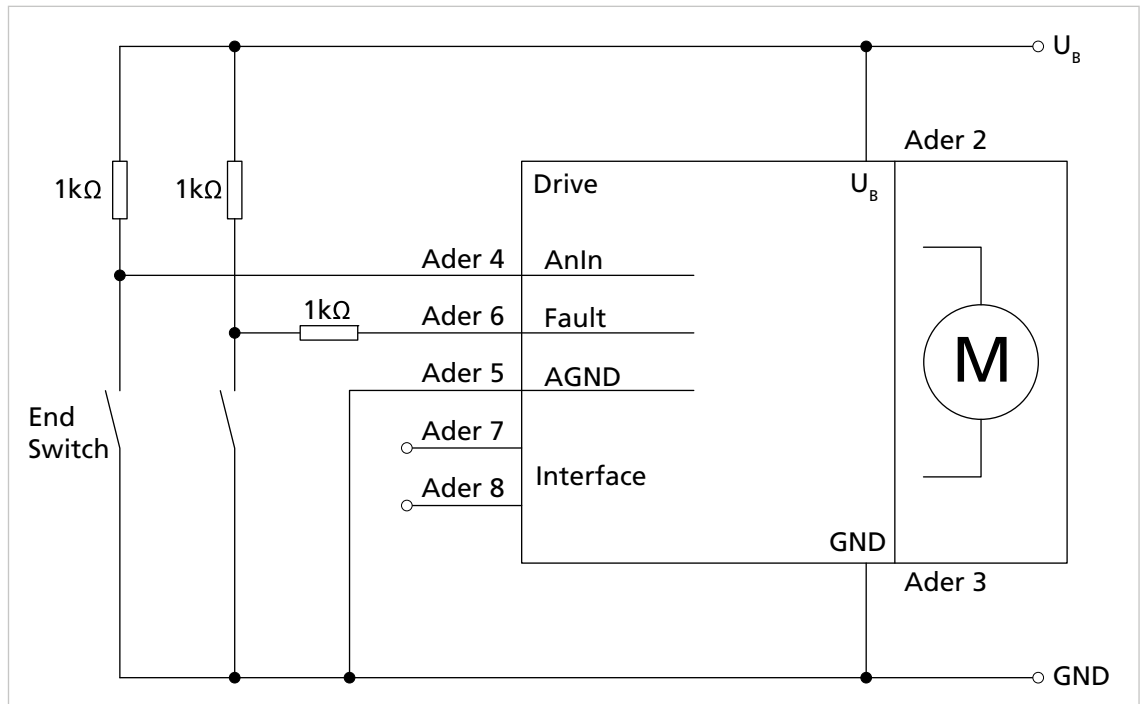 U_B
Ader 2
1kΩ
1kΩ
Drive
U_B
Ader 4
AnIn
1kΩ
Ader 6
Fault
Ader 5
AGND
End
Switch
Ader 7
Interface
Ader 8
M
GND
Ader 3
GND